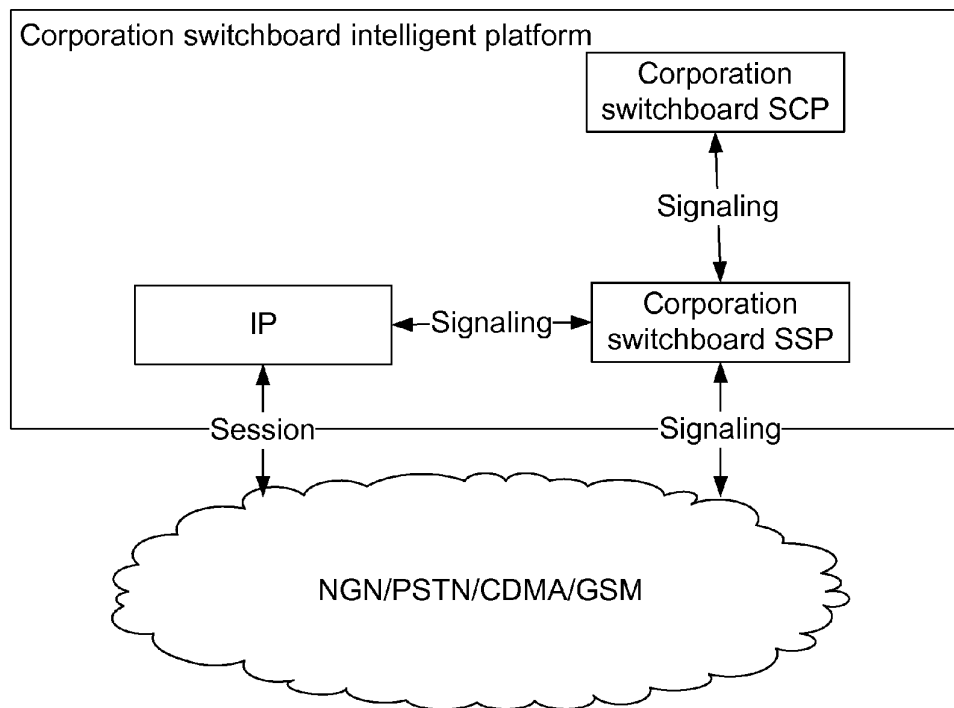 Corporation switchboard intelligent platform
Corporation
switchboard SCP
Signaling
IP
Signaling
Corporation
switchboard SSP
Session
Signaling
NGN/PSTN/CDMA/GSM